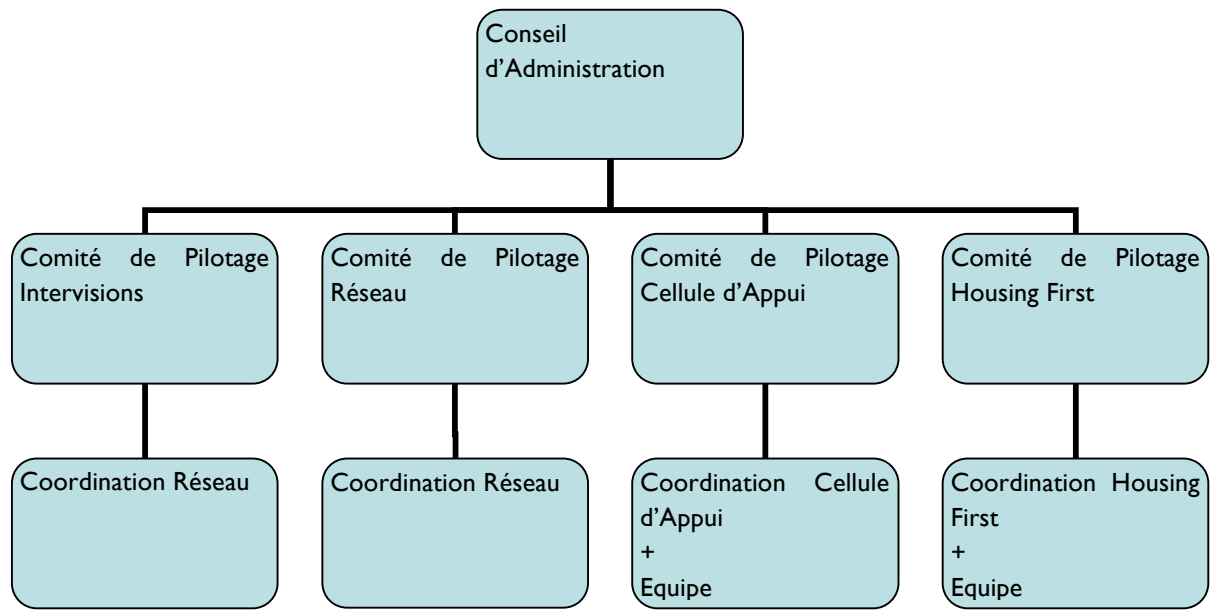 Conseil
d’Administration
Comité de Pilotage
Intervisions
Comité de Pilotage
Réseau
Comité de Pilotage
Cellule d’Appui
Comité de Pilotage
Housing First
Coordination Réseau
Coordination Réseau
Coordination Cellule
d’Appui
+
Equipe
Coordination Housing
First
+
Equipe